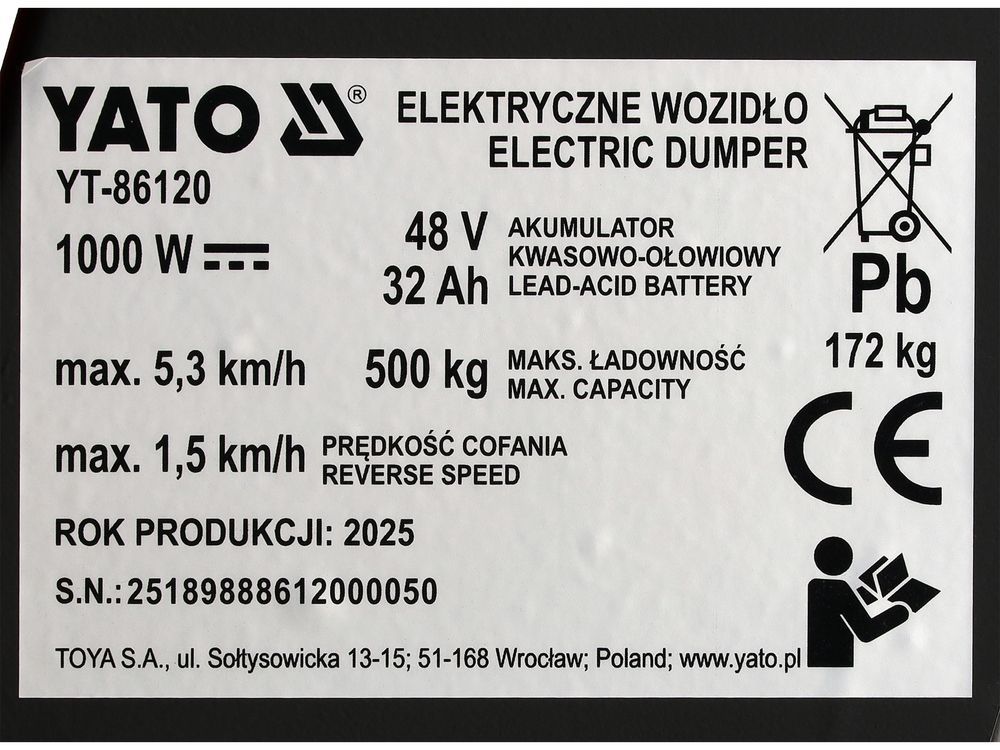 YATO ®
ELEKTRYCZNE WOZIDŁO
ELECTRIC DUMPER
YT-86120
1000 W
48 V
32 Ah
AKUMULATOR
KWASOWO-OŁOWIOWY
LEAD-ACID BATTERY
Pb
172 kg
max. 5,3 km/h
500 kg
MAKS. ŁADOWNOŚĆ
MAX. CAPACITY
max. 1,5 km/h
PRĘDKOŚĆ COFANIA
REVERSE SPEED
CE
ROK PRODUKCJI: 2025
S.N.: 25189888612000050
TOYA S.A., ul. Sołtysowicka 13-15; 51-168 Wrocław; Poland; www.yato.pl